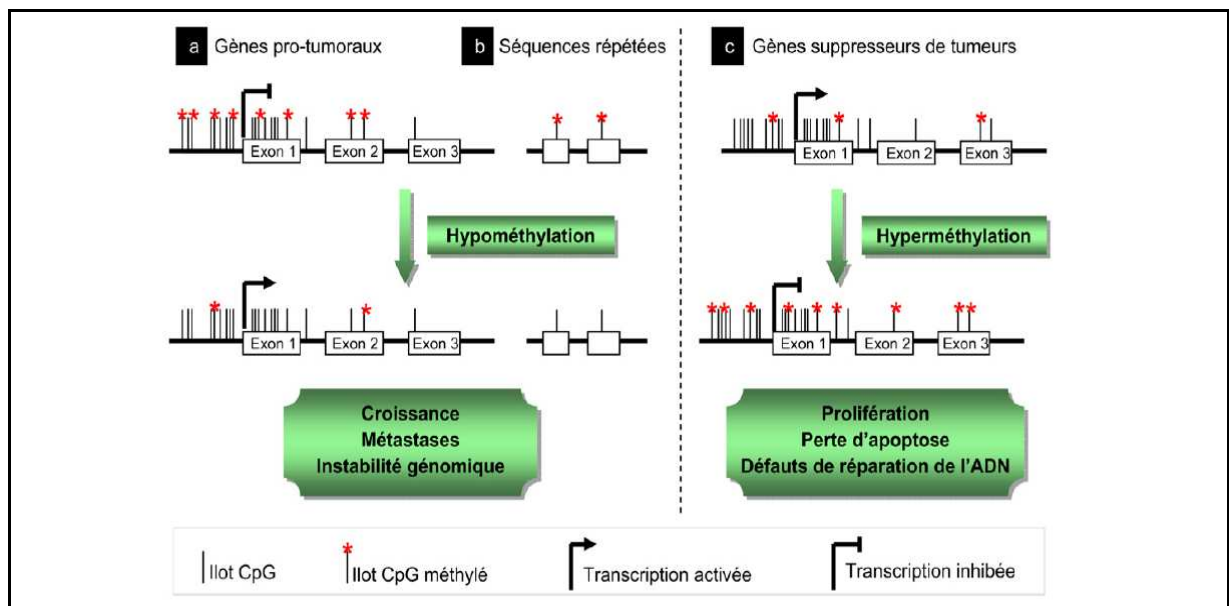 a Gènes pro-tumoraux
b Séquences répétées
c Gènes suppresseurs de tumeurs
Exon 1 Exon 2 Exon 3
Exon 1 Exon 2 Exon 3
Hypométhylation
Hyperméthylation
Exon 1 Exon 2 Exon 3
Exon 1 Exon 2 Exon 3
Croissance
Métastases
Instabilité génomique
Prolifération
Perte d'apoptose
Défauts de réparation de l'ADN
Ilot CpG
Ilot CpG méthylé
Transcription activée
Transcription inhibée